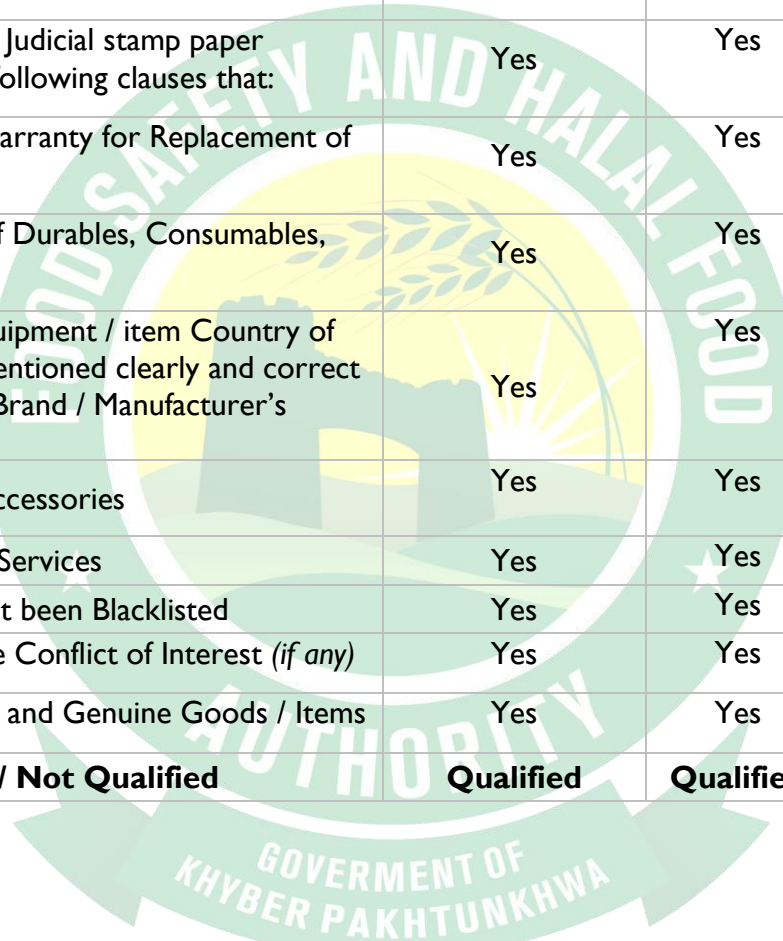 Judicial stamp paper
following clauses that:
Yes
Yes
arranty for Replacement of
Yes
Yes
f Durables, Consumables,
Yes
Yes
uipment / item Country of
entioned clearly and correct
Brand / Manufacturer's
Yes
Yes
ccessories
Yes
Yes
Services
Yes
Yes
t been Blacklisted
Yes
Yes
e Conflict of Interest (if any)
Yes
Yes
and Genuine Goods / Items
Yes
Yes
/ Not Qualified
Qualified
Qualifie
FOOD SAFETY AND HALAL FOOD
AUTHORITY
GOVERMENT OF
KHYBER PAKHTUNKHWA